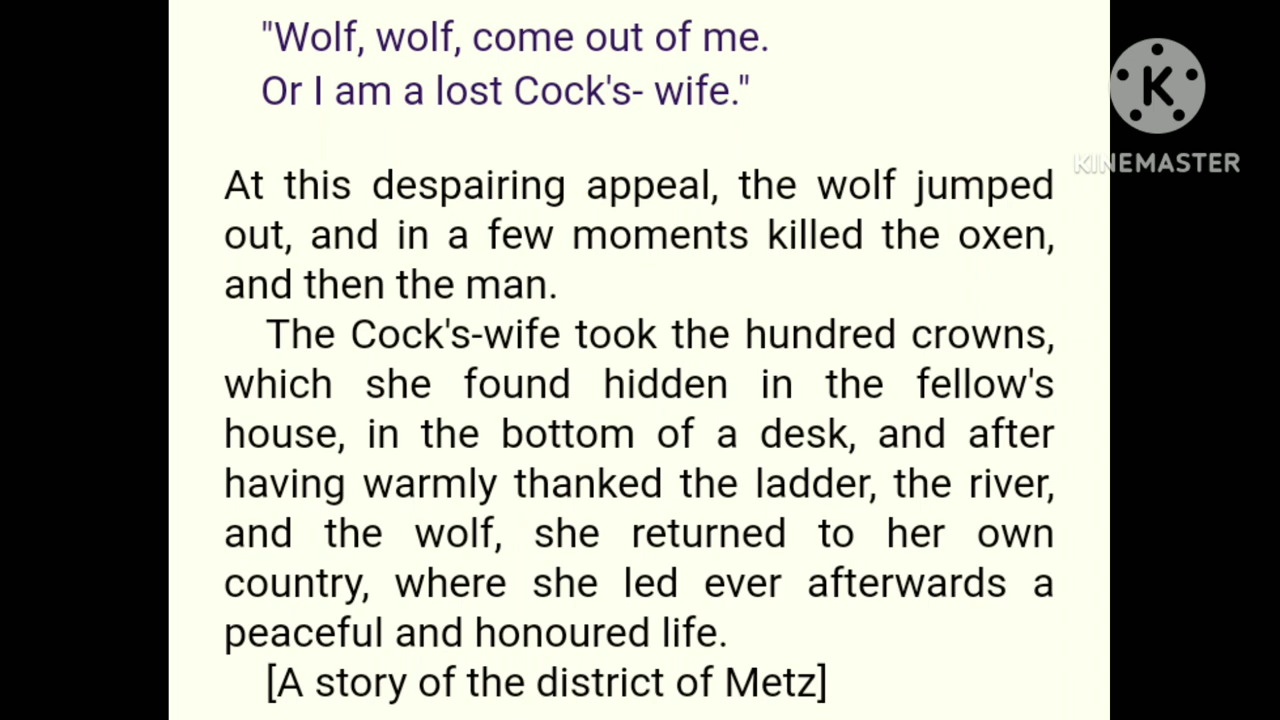 "Wolf, wolf, come out of me.
Or I am a lost Cock's- wife."
At this despairing appeal, the wolf jumped
out, and in a few moments killed the oxen,
and then the man.
The Cock's-wife took the hundred crowns,
which she found hidden in the fellow's
house, in the bottom of a desk, and after
having warmly thanked the ladder, the river,
and the wolf, she returned to her own
country, where she led ever afterwards a
peaceful and honoured life.
[A story of the district of Metz]
K
KINEMASTER